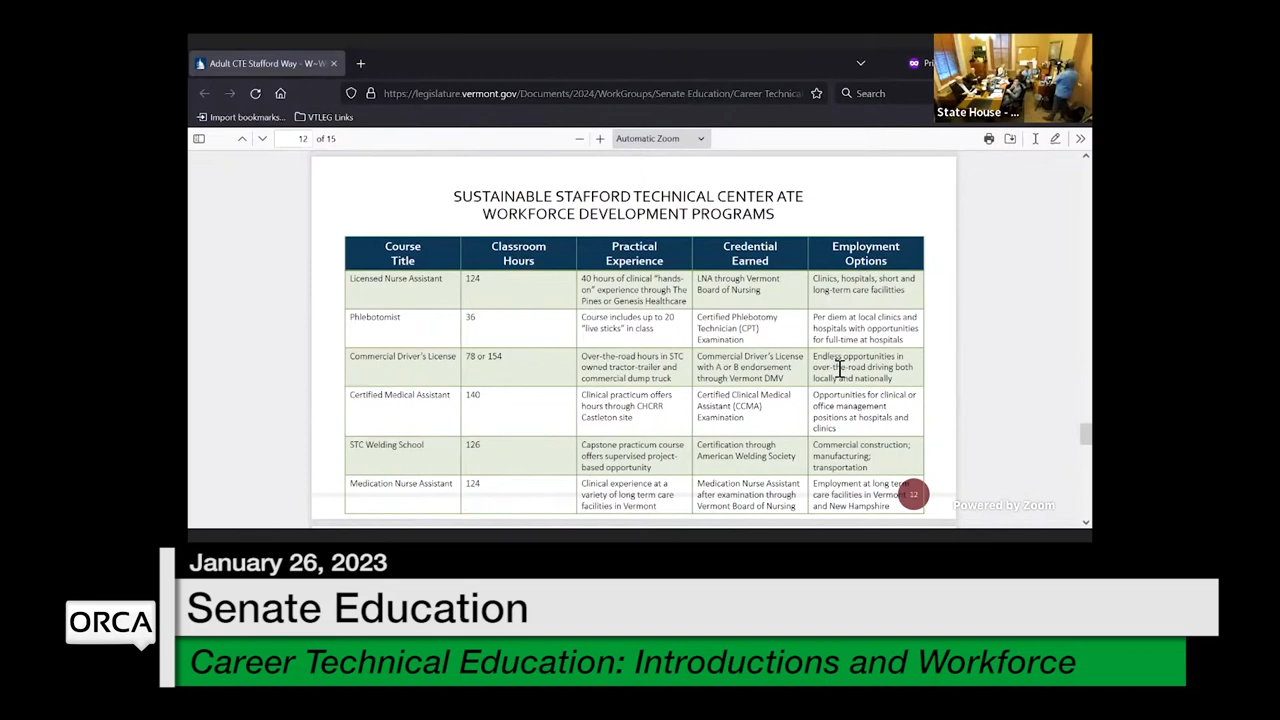 Adult CTE Stafford Way - W~W
Pri
State House - ...
https://legislature.vermont.gov/Documents/2024/WorkGroups/Senate Education/Career Technical
Search
Import bookmarks...
VTLEG Links
12 of 15
Automatic Zoom
SUSTAINABLE STAFFORD TECHNICAL CENTER ATE
WORKFORCE DEVELOPMENT PROGRAMS
Course
Title
Classroom
Hours
Practical
Experience
Credential
Earned
Employment
Options
Licensed Nurse Assistant
124
40 hours of clinical "hands-
on" experience through The
Pines or Genesis Healthcare
LNA through Vermont
Board of Nursing
Clinics, hospitals, short and
long-term care facilitties
Phlebotomist
36
Course includes up to 20
"live sticks" in class
Certified Phlebotomy
Technician (CPT)
Examination
Per diem at local clinics and
hospitals with opportunities
for full-time at hospitals
Commercial Driver's License
78 or 154
Over-the-road hours in STC
owned tractor-trailer and
commercial dump truck
Commercial Driver's License
with A or B endorsement
through Vermont DMV
Endless opportunities in
over-the-road driving both
locally and nationally
Certified Medical Assistant
140
Clinical practicum offers
hours through CHCRR
Castleton site
Certified Clinical Medical
Assistant (CCMA)
Examination
Opportunities for clinical or
office management
positions at hospitals and
clinics
STC Welding School
126
Capstone practicum course
offers supervised project-
based opportunity
Certification through
American Welding Society
Commercial construction;
manufacturing;
transportation
Medication Nurse Assistant
124
Clinical experience at a
variety of long term care
facilities in Vermont
Medication Nurse Assistant
after examination through
Vermont Board of Nursing
Employment at long term
care facilities in Vermont
and New Hampshire
12
Powered by Zoom
January 26, 2023
ORCA
Senate Education
Career Technical Education: Introductions and Workforce